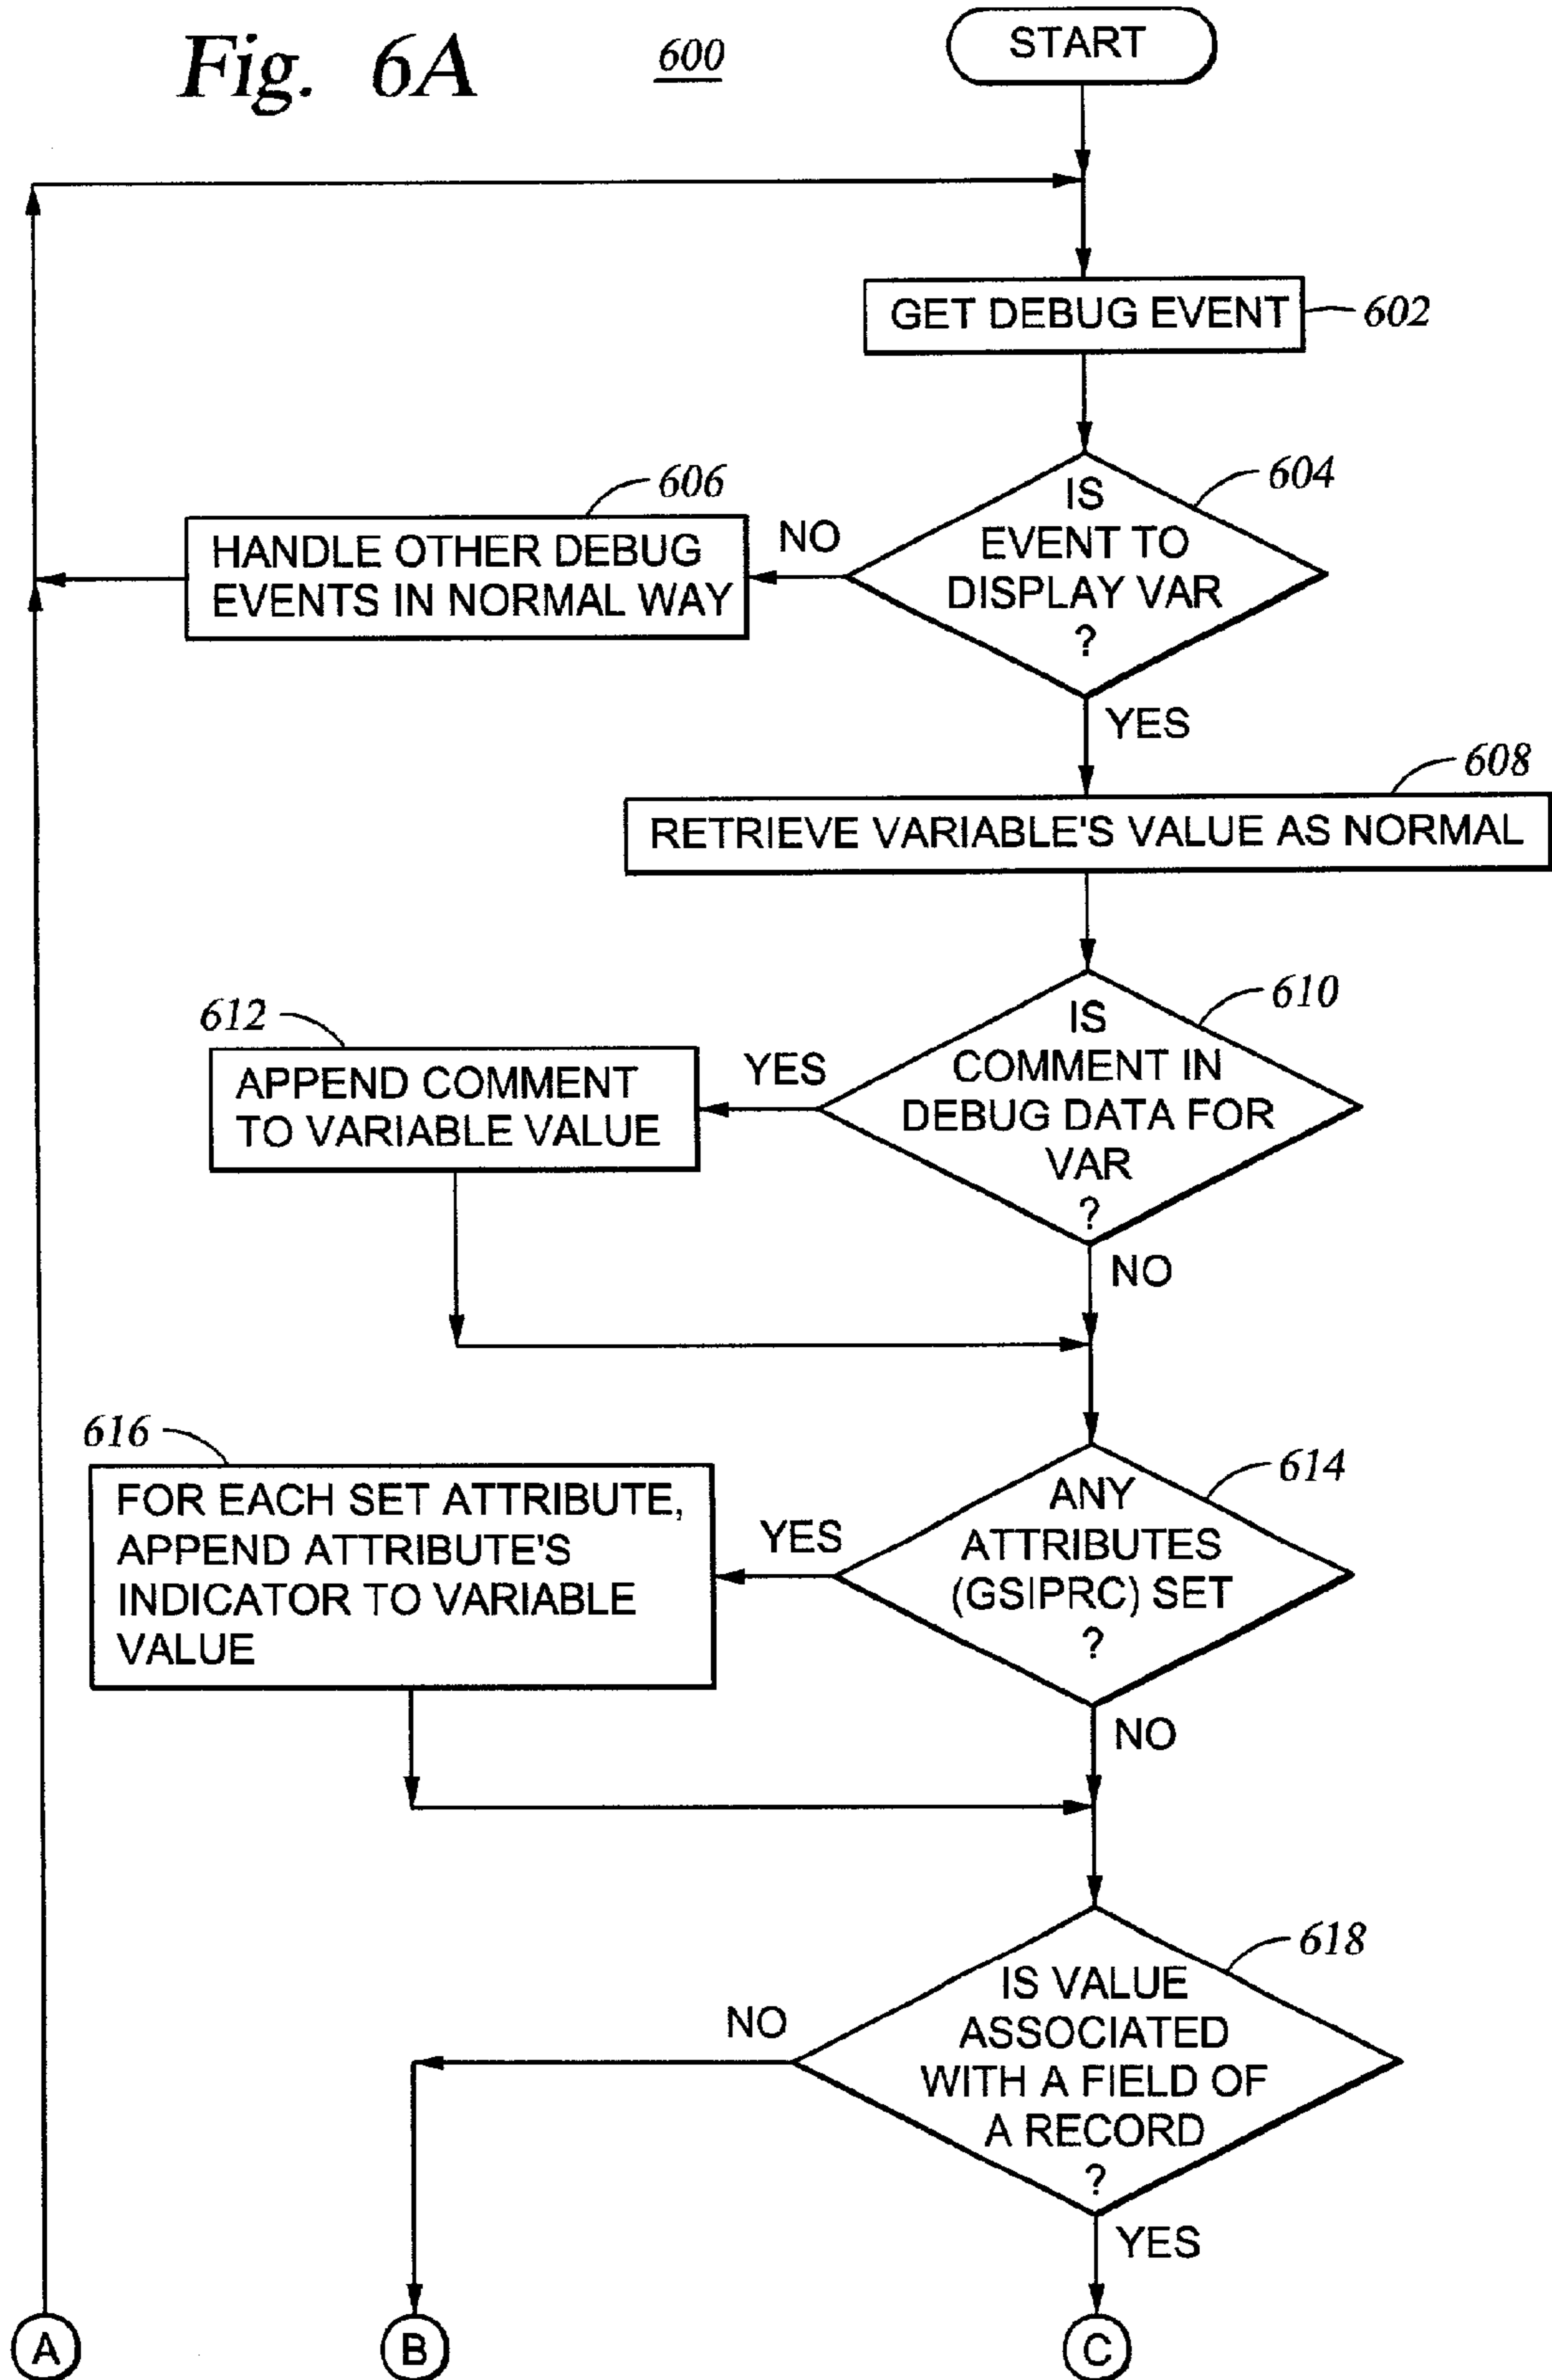 Fig. 6A
600
START
GET DEBUG EVENT
602
604
IS
EVENT TO
DISPLAY VAR
?
NO
606
HANDLE OTHER DEBUG
EVENTS IN NORMAL WAY
YES
608
RETRIEVE VARIABLE'S VALUE AS NORMAL
610
IS
COMMENT IN
DEBUG DATA FOR
VAR
?
YES
612
APPEND COMMENT
TO VARIABLE VALUE
NO
614
ANY
ATTRIBUTES
(GSIPRC) SET
?
YES
616
FOR EACH SET ATTRIBUTE,
APPEND ATTRIBUTE'S
INDICATOR TO VARIABLE
VALUE
NO
618
IS VALUE
ASSOCIATED
WITH A FIELD OF
A RECORD
?
NO
YES
A
B
C